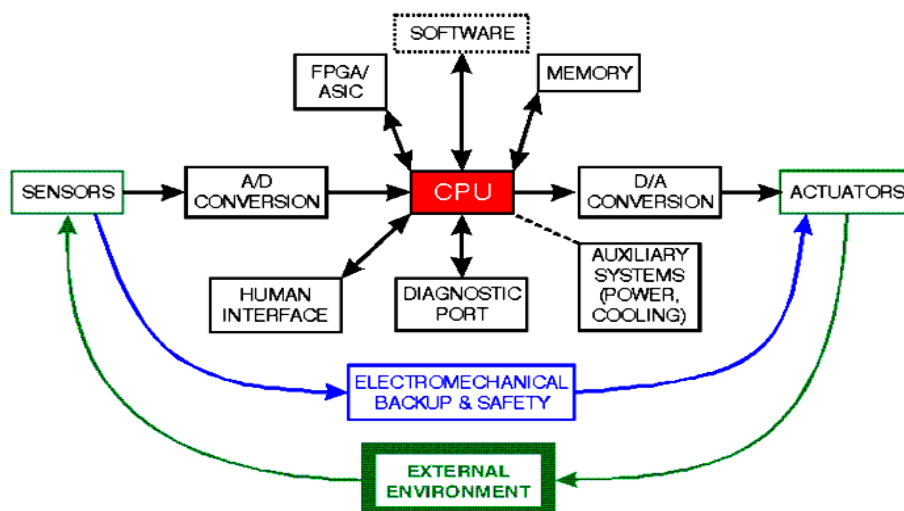 SOFTWARE
FPGA/
ASIC
MEMORY
SENSORS
A/D
CONVERSION
CPU
D/A
CONVERSION
ACTUATORS
HUMAN
INTERFACE
DIAGNOSTIC
PORT
AUXILIARY
SYSTEMS
(POWER,
COOLING)
ELECTROMECHANICAL
BACKUP & SAFETY
EXTERNAL
ENVIRONMENT